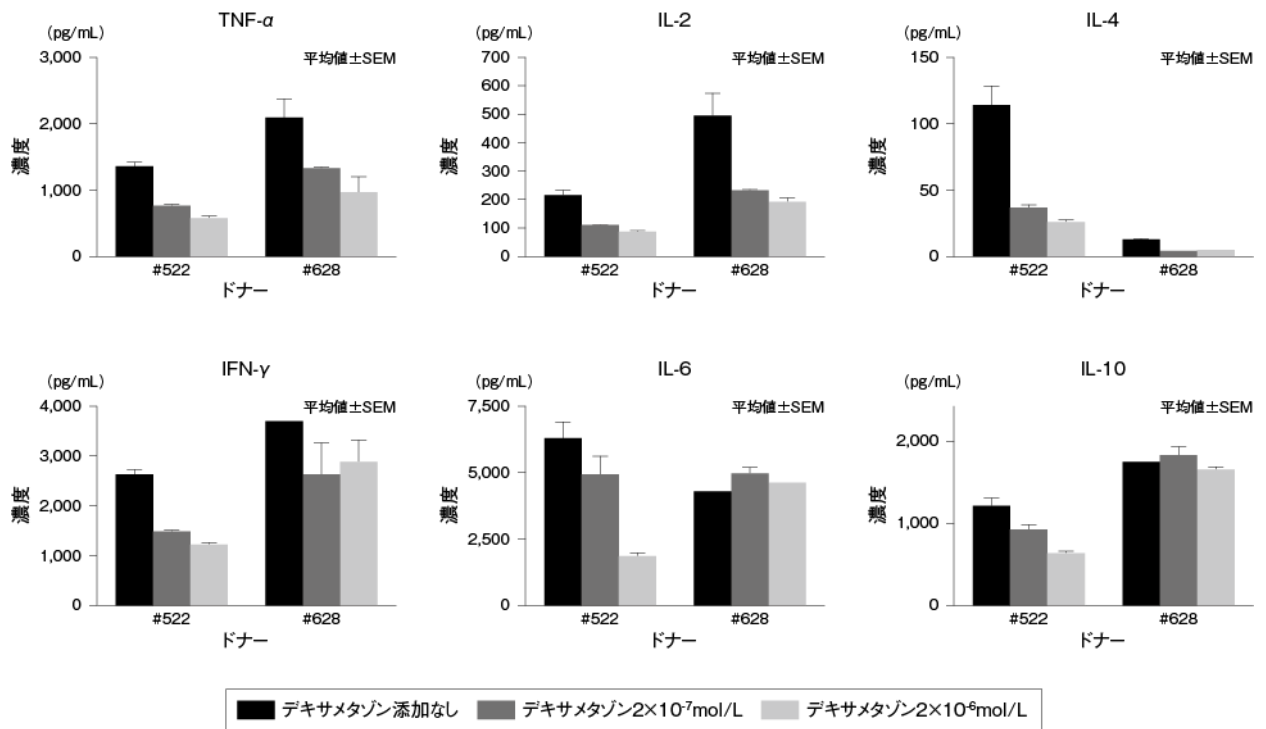 TNF-α
(pg/mL)
平均値±SEM
3,000
2,000
1,000
0
濃度
#522
#628
ドナー
IL-2
(pg/mL)
平均値±SEM
700
600
500
400
300
200
100
0
濃度
#522
#628
ドナー
IL-4
(pg/mL)
平均値±SEM
150
100
50
0
濃度
#522
#628
ドナー
IFN-γ
(pg/mL)
平均値±SEM
4,000
3,000
2,000
1,000
0
濃度
#522
#628
ドナー
IL-6
(pg/mL)
平均値±SEM
7,500
5,000
2,500
0
濃度
#522
#628
ドナー
IL-10
(pg/mL)
平均値±SEM
2,000
1,000
0
濃度
#522
#628
ドナー
デキサメタゾン添加なし
デキサメタゾン2×10⁻⁷mol/L
デキサメタゾン2×10⁻⁶mol/L